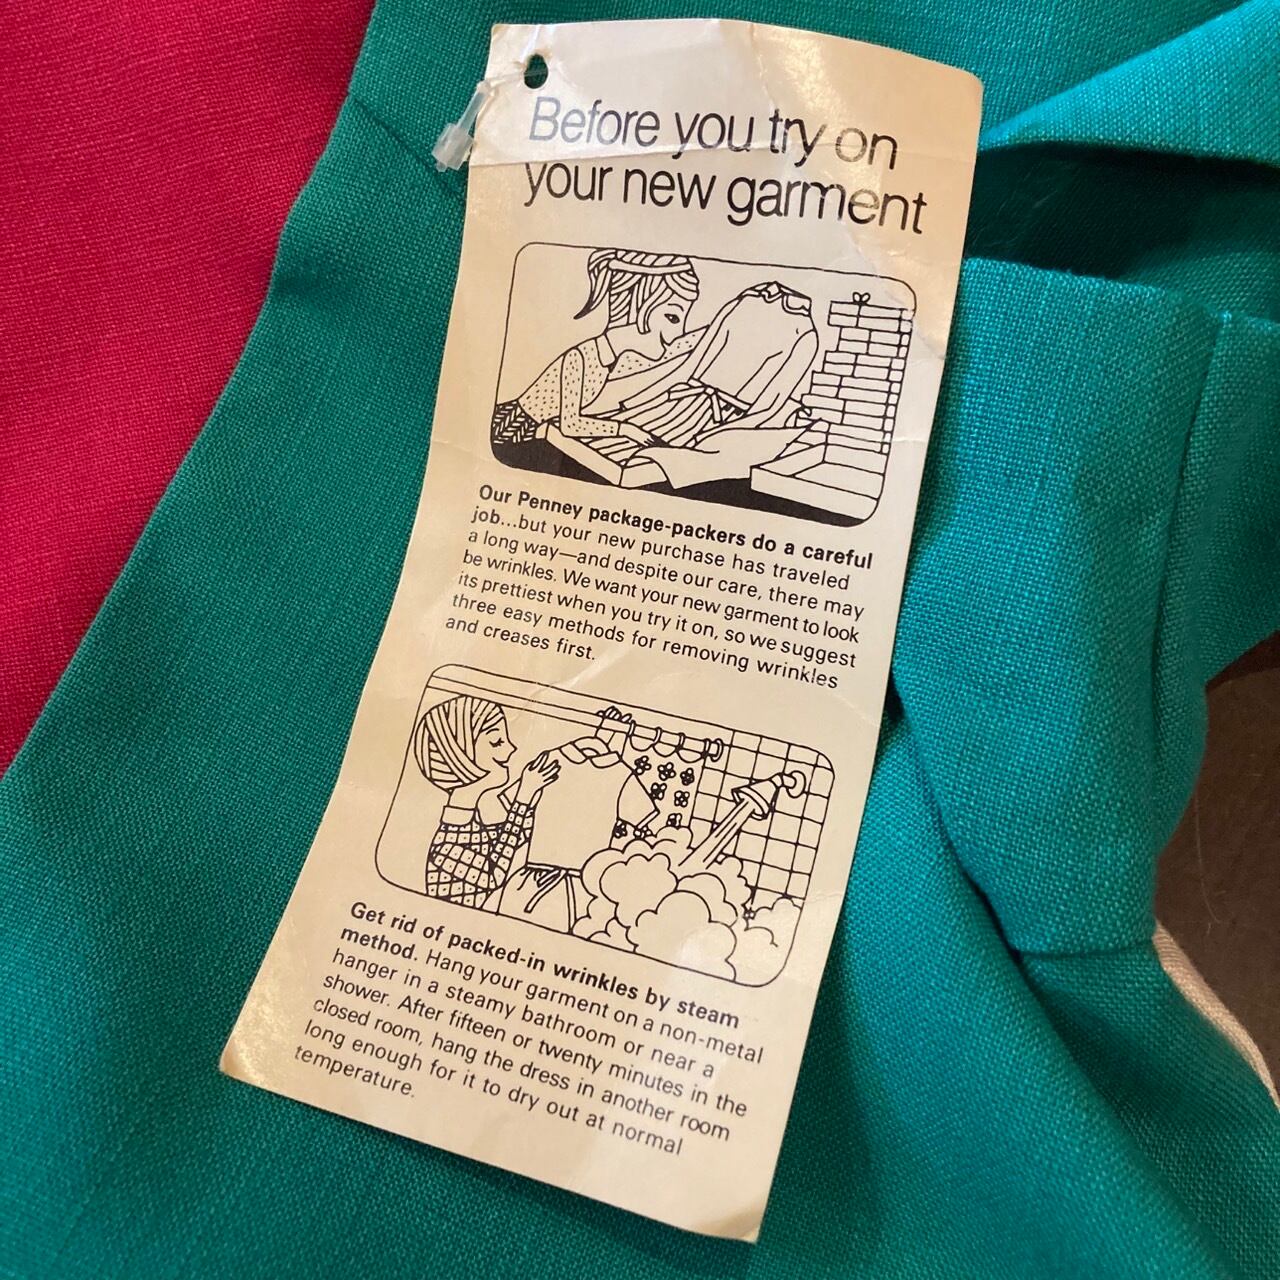 Before you try on
your new garment
Our Penney package-packers do a careful
job...but your new purchase has traveled
a long way—and despite our care, there may
be wrinkles. We want your new garment to look
its prettiest when you try it on, so we suggest
three easy methods for removing wrinkles
and creases first.
Get rid of packed-in wrinkles by steam
method. Hang your garment on a non-metal
hanger in a steamy bathroom or near a
shower. After fifteen or twenty minutes in the
closed room, hang the dress in another room
long enough for it to dry out at normal
temperature.